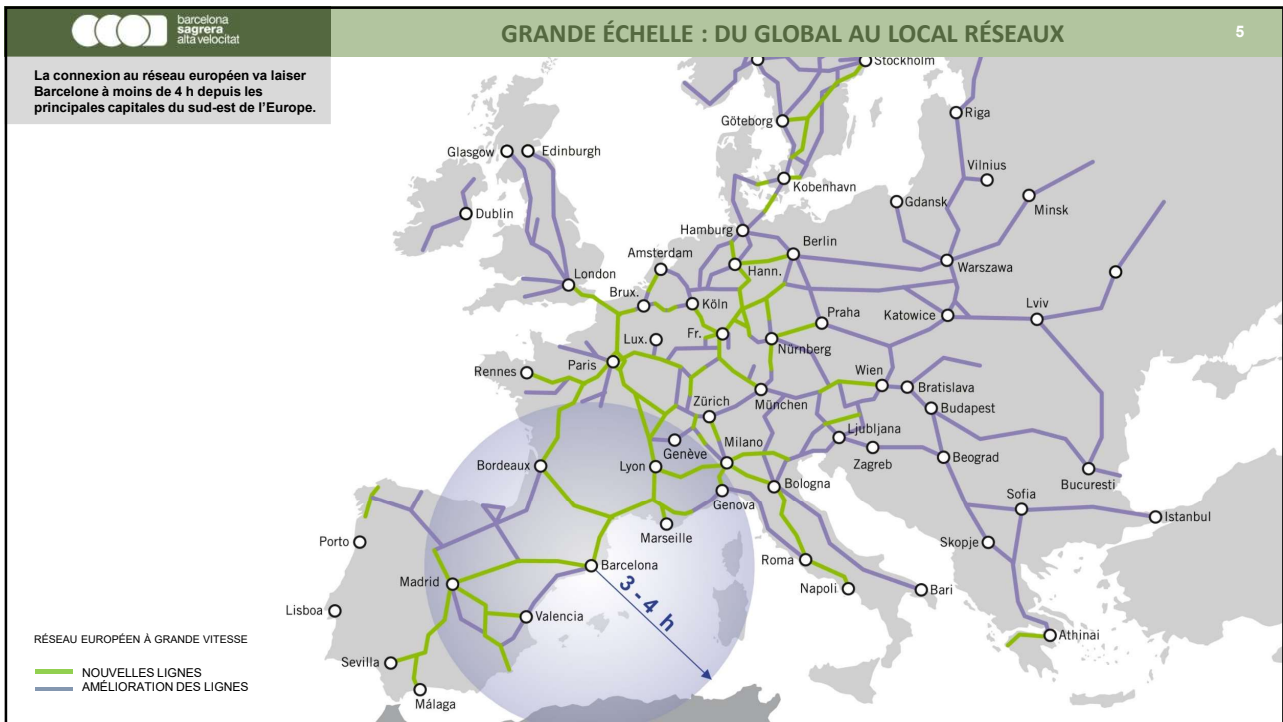 barcelona
sagrera
alta velocitat
GRANDE ÉCHELLE : DU GLOBAL AU LOCAL RÉSEAUX
5
La connexion au réseau européen va laiser
Barcelone à moins de 4 h depuis les
principales capitales du sud-est de l’Europe.
Stockholm
Göteborg
Riga
Glasgow
Edinburgh
Vilnius
Kobenhavn
Dublin
Gdansk
Minsk
Hamburg
Amsterdam
Berlin
London
Hann.
Warszawa
Brux.
Köln
Praha
Katowice
Lviv
Lux.
Fr.
Nürnberg
Paris
Rennes
Wien
Bratislava
München
Zürich
Budapest
Ljubljana
Genève
Milano
Zagreb
Beograd
Bordeaux
Lyon
Bologna
Bucuresti
Genova
Sofia
Istanbul
Marseille
Porto
Skopje
Barcelona
Roma
Madrid
Napoli
Bari
3 - 4 h
Lisboa
Valencia
Athinai
RÉSEAU EUROPÉEN À GRANDE VITESSE
Sevilla
NOUVELLES LIGNES
AMÉLIORATION DES LIGNES
Málaga